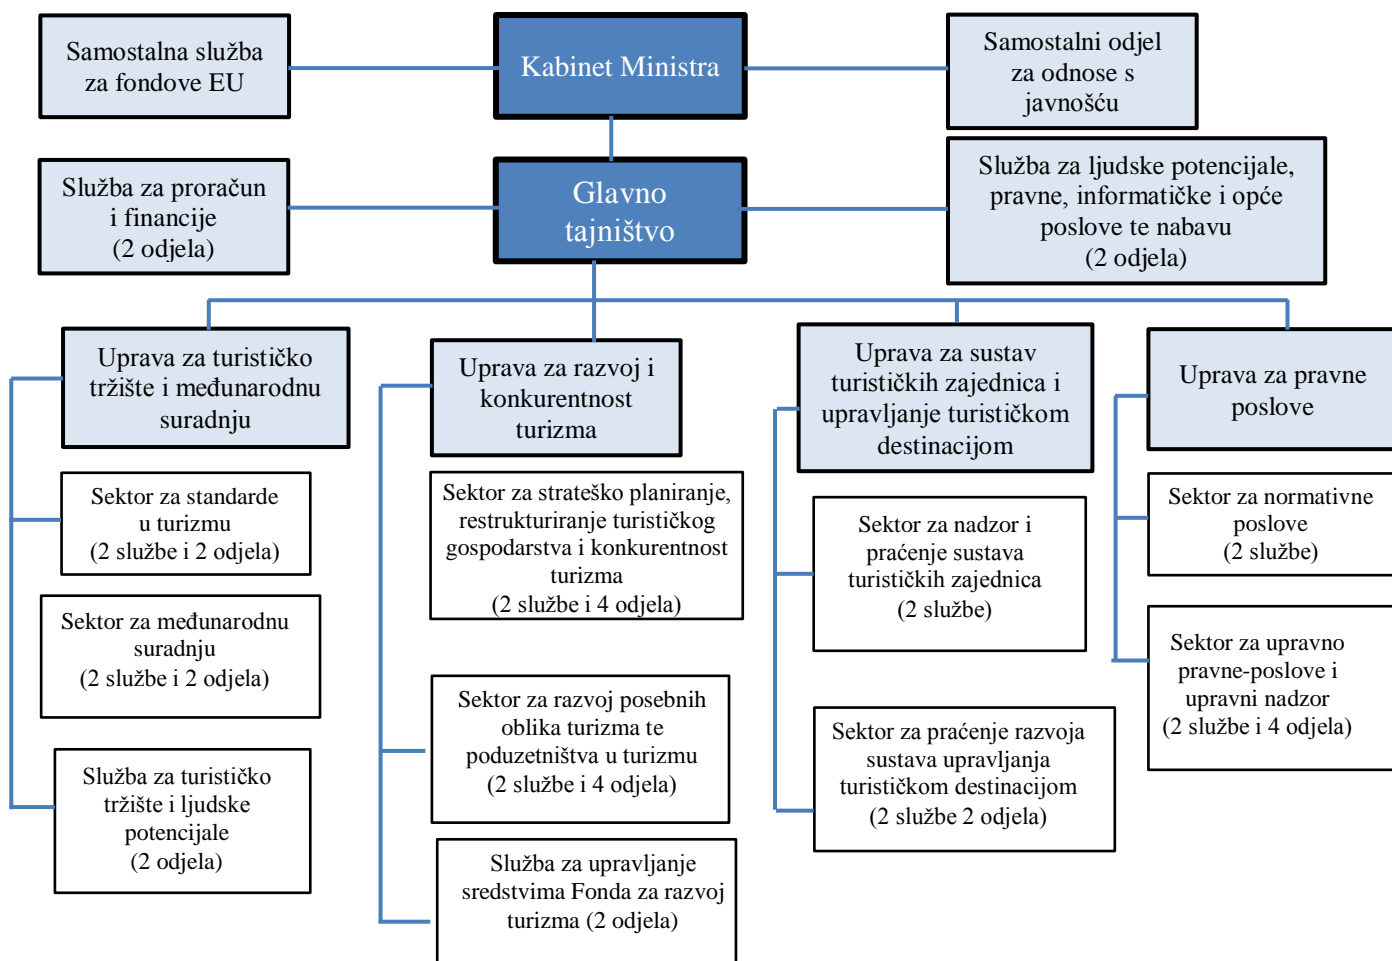 Samostalna služba
za fondove EU
Kabinet Ministra
Samostalni odjel
za odnose s
javnošću
Služba za proračun
i financije
(2 odjela)
Glavno
tajništvo
Služba za ljudske potencijale,
pravne, informatičke i opće
poslove te nabavu
(2 odjela)
Uprava za turističko
tržište i međunarodnu
suradnju
Uprava za razvoj i
konkurentnost
turizma
Uprava za sustav
turističkih zajednica i
upravljanje turističkom
destinacijom
Uprava za pravne
poslove
Sektor za standarde
u turizmu
(2 službe i 2 odjela)
Sektor za međunarodnu
suradnju
(2 službe i 2 odjela)
Služba za turističko
tržište i ljudske
potencijale
(2 odjela)
Sektor za strateško planiranje,
restrukturiranje turističkog
gospodarstva i konkurentnost
turizma
(2 službe i 4 odjela)
Sektor za razvoj posebnih
oblika turizma te
poduzetništva u turizmu
(2 službe i 4 odjela)
Služba za upravljanje
sredstvima Fonda za razvoj
turizma (2 odjela)
Sektor za nadzor i
praćenje sustava
turističkih zajednica
(2 službe)
Sektor za praćenje razvoja
sustava upravljanja
turističkom destinacijom
(2 službe 2 odjela)
Sektor za normativne
poslove
(2 službe)
Sektor za upravno
pravne-poslove i
upravni nadzor
(2 službe i 4 odjela)